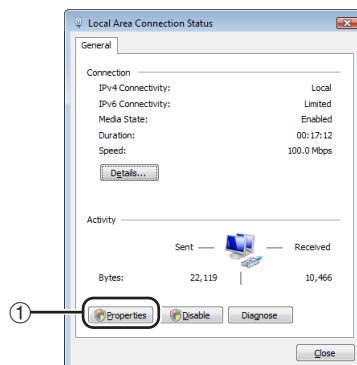 Local Area Connection Status
General
Connection
IPv4 Connectivity: Local
IPv6 Connectivity: Limited
Media State: Enabled
Duration: 00:17:12
Speed: 100.0 Mbps
Details...
Activity
Sent Received
Bytes: 22,119 10,466
① Properties Disable Diagnose
Close